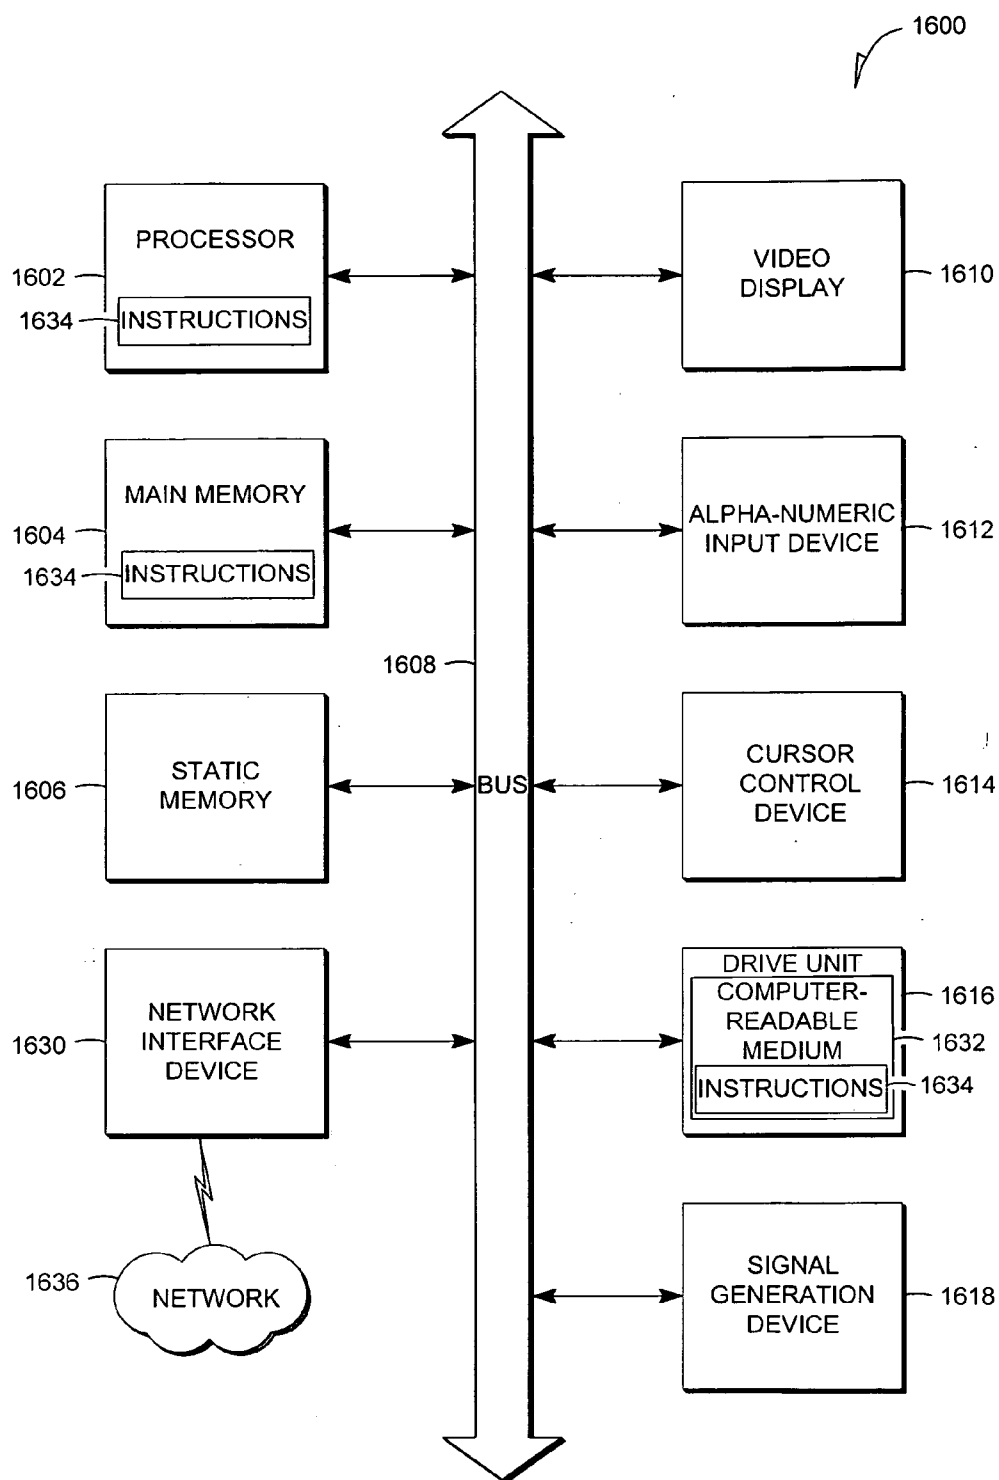 1600
PROCESSOR
1602
1634
INSTRUCTIONS
MAIN MEMORY
1604
1634
INSTRUCTIONS
1608
STATIC
MEMORY
1606
BUS
NETWORK
INTERFACE
DEVICE
1630
1636
NETWORK
VIDEO
DISPLAY
1610
ALPHA-NUMERIC
INPUT DEVICE
1612
CURSOR
CONTROL
DEVICE
1614
DRIVE UNIT
1616
COMPUTER-
READABLE
MEDIUM
1632
INSTRUCTIONS
1634
SIGNAL
GENERATION
DEVICE
1618